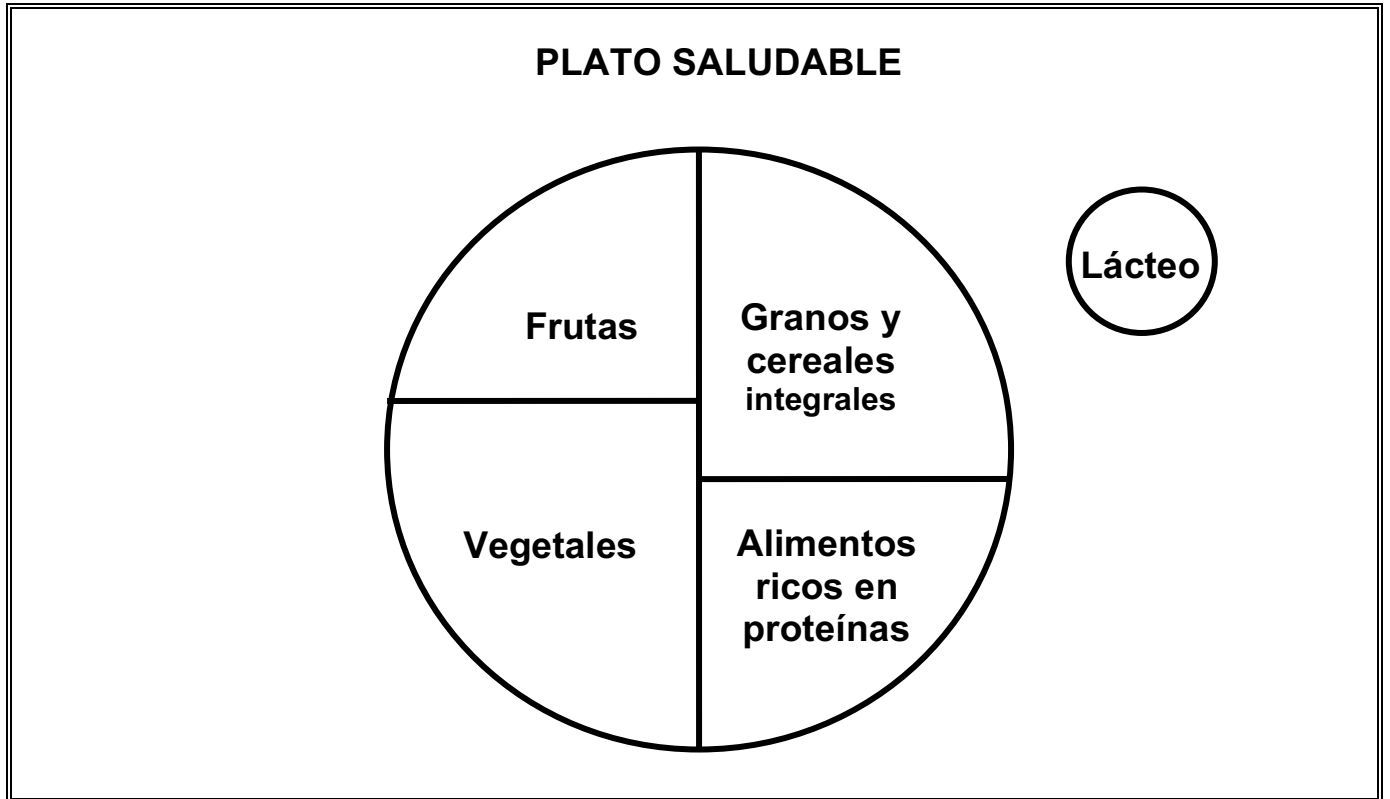 PLATO SALUDABLE
Lácteo
Frutas
Granos y
cereales
integrales
Vegetales
Alimentos
ricos en
proteínas